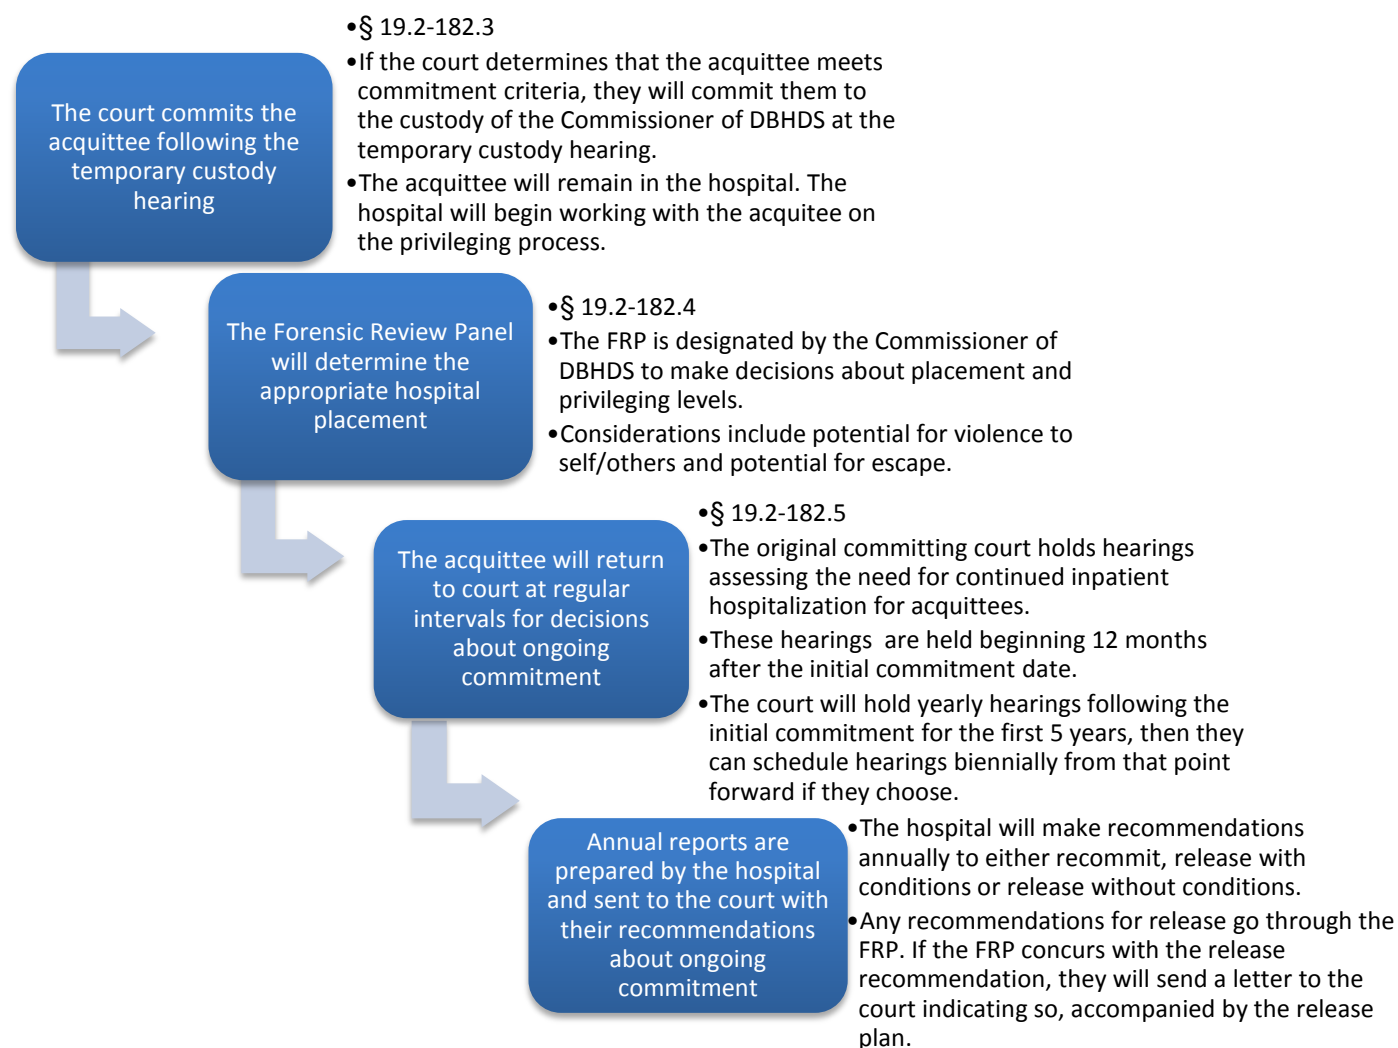 The court commits the
acquittee following the
temporary custody
hearing
•§ 19.2-182.3
•If the court determines that the acquittee meets
commitment criteria, they will commit them to
the custody of the Commissioner of DBHDS at the
temporary custody hearing.
•The acquittee will remain in the hospital. The
hospital will begin working with the acquitee on
the privileging process.
The Forensic Review Panel
will determine the
appropriate hospital
placement
•§ 19.2-182.4
•The FRP is designated by the Commissioner of
DBHDS to make decisions about placement and
privileging levels.
•Considerations include potential for violence to
self/others and potential for escape.
The acquittee will return
to court at regular
intervals for decisions
about ongoing
commitment
•§ 19.2-182.5
•The original committing court holds hearings
assessing the need for continued inpatient
hospitalization for acquittees.
•These hearings are held beginning 12 months
after the initial commitment date.
•The court will hold yearly hearings following the
initial commitment for the first 5 years, then they
can schedule hearings biennially from that point
forward if they choose.
Annual reports are
prepared by the hospital
and sent to the court with
their recommendations
about ongoing
commitment
•The hospital will make recommendations
annually to either recommit, release with
conditions or release without conditions.
•Any recommendations for release go through the
FRP. If the FRP concurs with the release
recommendation, they will send a letter to the
court indicating so, accompanied by the release
plan.